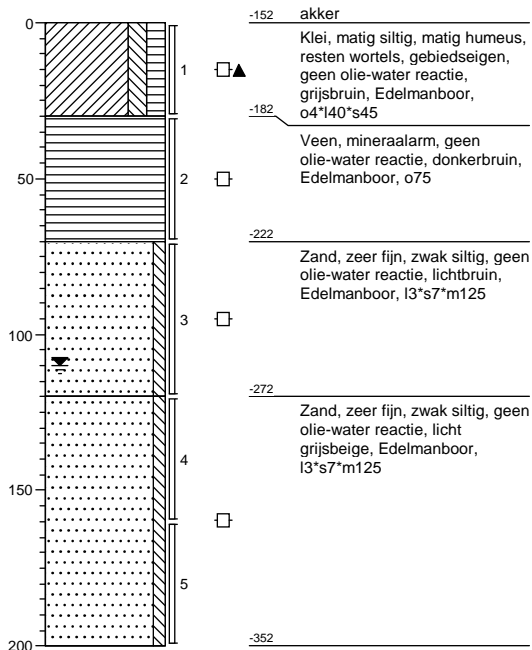 0
50
100
150
200
1
2
3
4
5
-152 akker
Klei, matig siltig, matig humeus,
resten wortels, gebiedseigen,
geen olie-water reactie,
grijsbruin, Edelmanboor,
o4*l40*s45
-182
Veen, mineraalarm, geen
olie-water reactie, donkerbruin,
Edelmanboor, o75
-222
Zand, zeer fijn, zwak siltig, geen
olie-water reactie, lichtbruin,
Edelmanboor, l3*s7*m125
-272
Zand, zeer fijn, zwak siltig, geen
olie-water reactie, licht
grijsbeige, Edelmanboor,
l3*s7*m125
-352